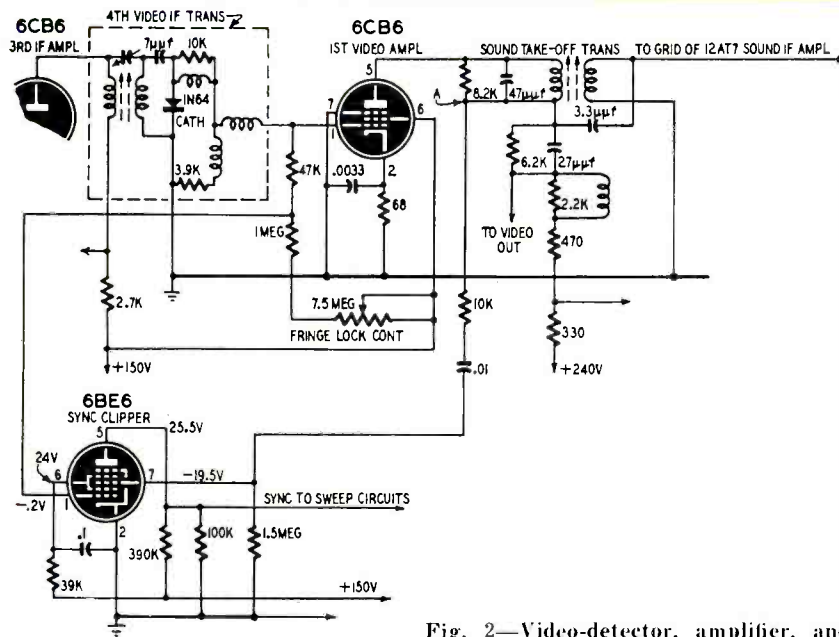 6CB6
3RD IF AMPL
4TH VIDEO IF TRANS
7µµf
10K
IN64
CATH
3.9K
6CB6
1ST VIDEO AMPL
5
7
1
6
2
47K
.0033
68
1 MEG
7.5 MEG
FRINGE LOCK CONT
2.7K
+150V
SOUND TAKE-OFF TRANS
TO GRID OF 12AT7 SOUND IF AMPL
A
8.2K
47µµf
3.3µµf
6.2K
27µµf
2.2K
TO VIDEO
OUT
470
10K
330
.01
+240V
6BE6
SYNC CLIPPER
5
25.5V
24V
6
7
-19.5V
-.2V
1
2
SYNC TO SWEEP CIRCUITS
.1
390K
100K
1.5MEG
39K
+150V
Fig. 2—Video-detector, amplifier, an